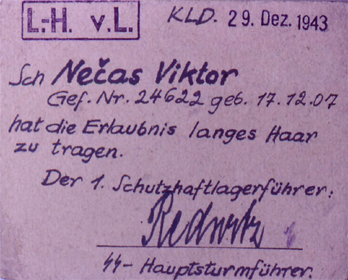 L.-H. v. L.
KLD. 29. Dez. 1943
Sch Nečas Viktor
Gef. Nr. 24622 geb. 17.12.07
hat die Erlaubnis langes Haar
zu tragen.
Der 1. Schutzhaftlagerführer:
Redwitz
SS-Hauptsturmführer.